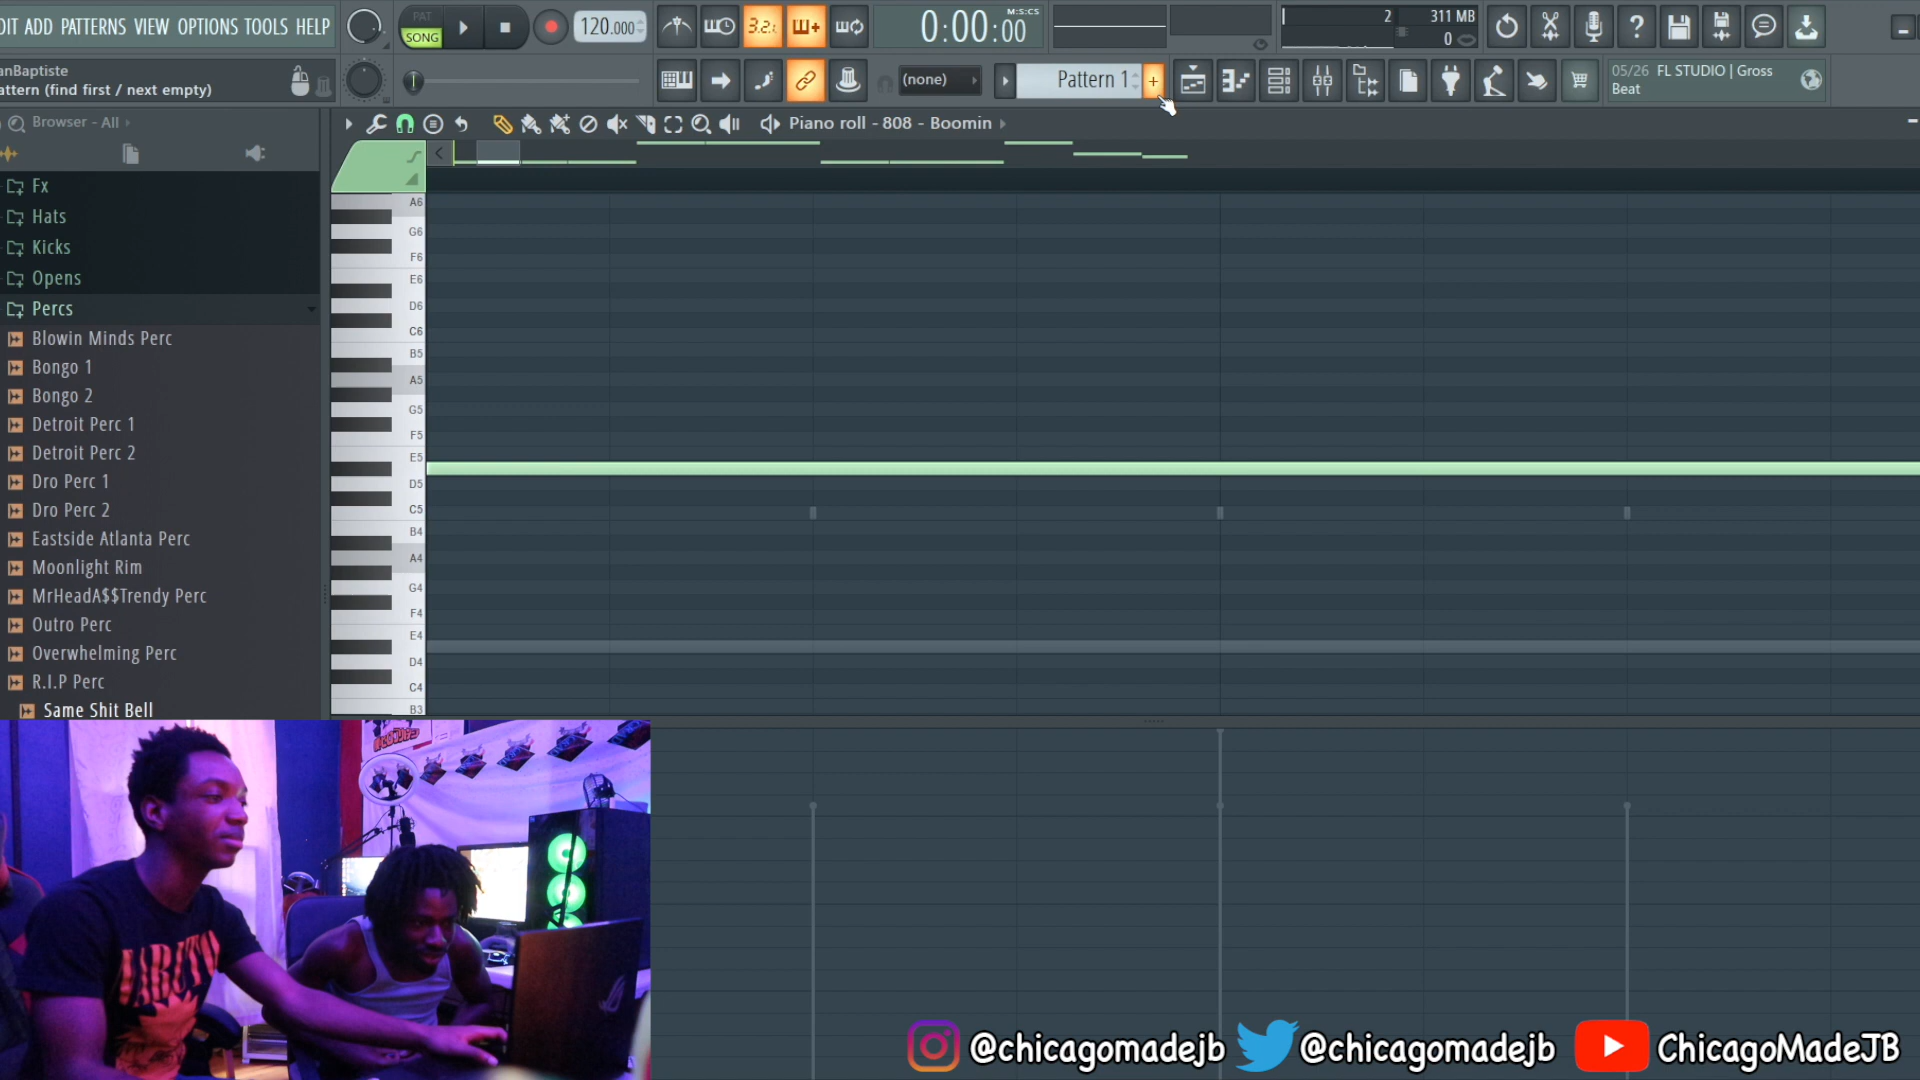 DIT ADD PATTERNS VIEW OPTIONS TOOLS HELP
PAT
SONG
120.000
3.2.
0:00:00
M:S:CS
2
311 MB
0
anBaptiste
attern (find first / next empty)
(none)
Pattern 1
+
05/26 FL STUDIO | Gross
Beat
Browser - All
Piano roll - 808 - Boomin
Fx
Hats
Kicks
Opens
Percs
Blowin Minds Perc
Bongo 1
Bongo 2
Detroit Perc 1
Detroit Perc 2
Dro Perc 1
Dro Perc 2
Eastside Atlanta Perc
Moonlight Rim
MrHeadA$$Trendy Perc
Outro Perc
Overwhelming Perc
R.I.P Perc
Same Shit Bell
A6
G6
F6
E6
D6
C6
B5
A5
G5
F5
E5
D5
C5
B4
A4
G4
F4
E4
D4
C4
B3
@chicagomadejb
@chicagomadejb
ChicagoMadeJB